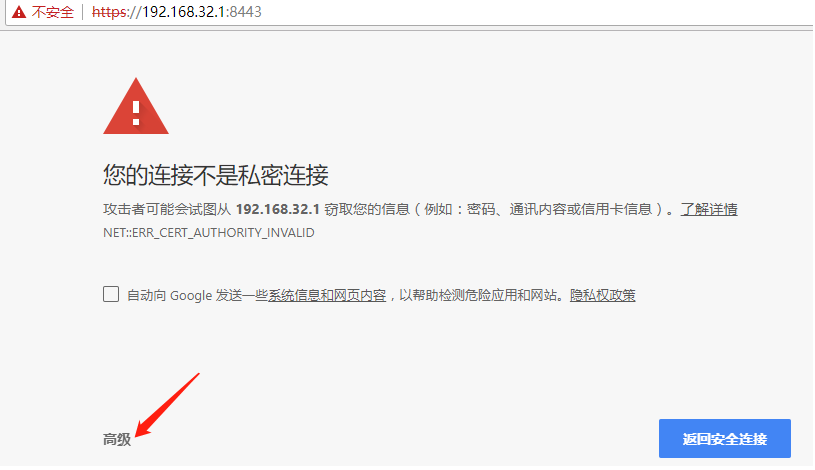 不安全 https://192.168.32.1:8443
您的连接不是私密连接
攻击者可能会试图从 192.168.32.1 窃取您的信息（例如：密码、通讯内容或信用卡信息）。了解详情
NET::ERR_CERT_AUTHORITY_INVALID
自动向 Google 发送一些系统信息和网页内容，以帮助检测危险应用和网站。隐私权政策
高级
返回安全连接